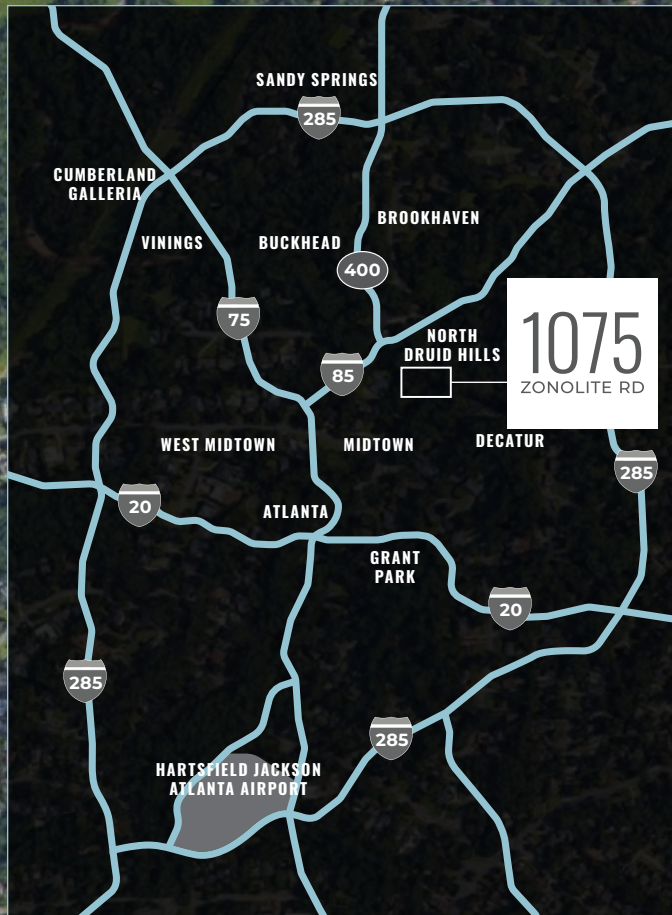 SANDY SPRINGS
285
CUMBERLAND
GALLERIA
BROOKHAVEN
VININGS
BUCKHEAD
400
75
NORTH
DRUID HILLS
1075
ZONOLITE RD
85
WEST MIDTOWN
MIDTOWN
DECATUR
285
20
ATLANTA
GRANT
PARK
20
285
285
HARTSFIELD JACKSON
ATLANTA AIRPORT